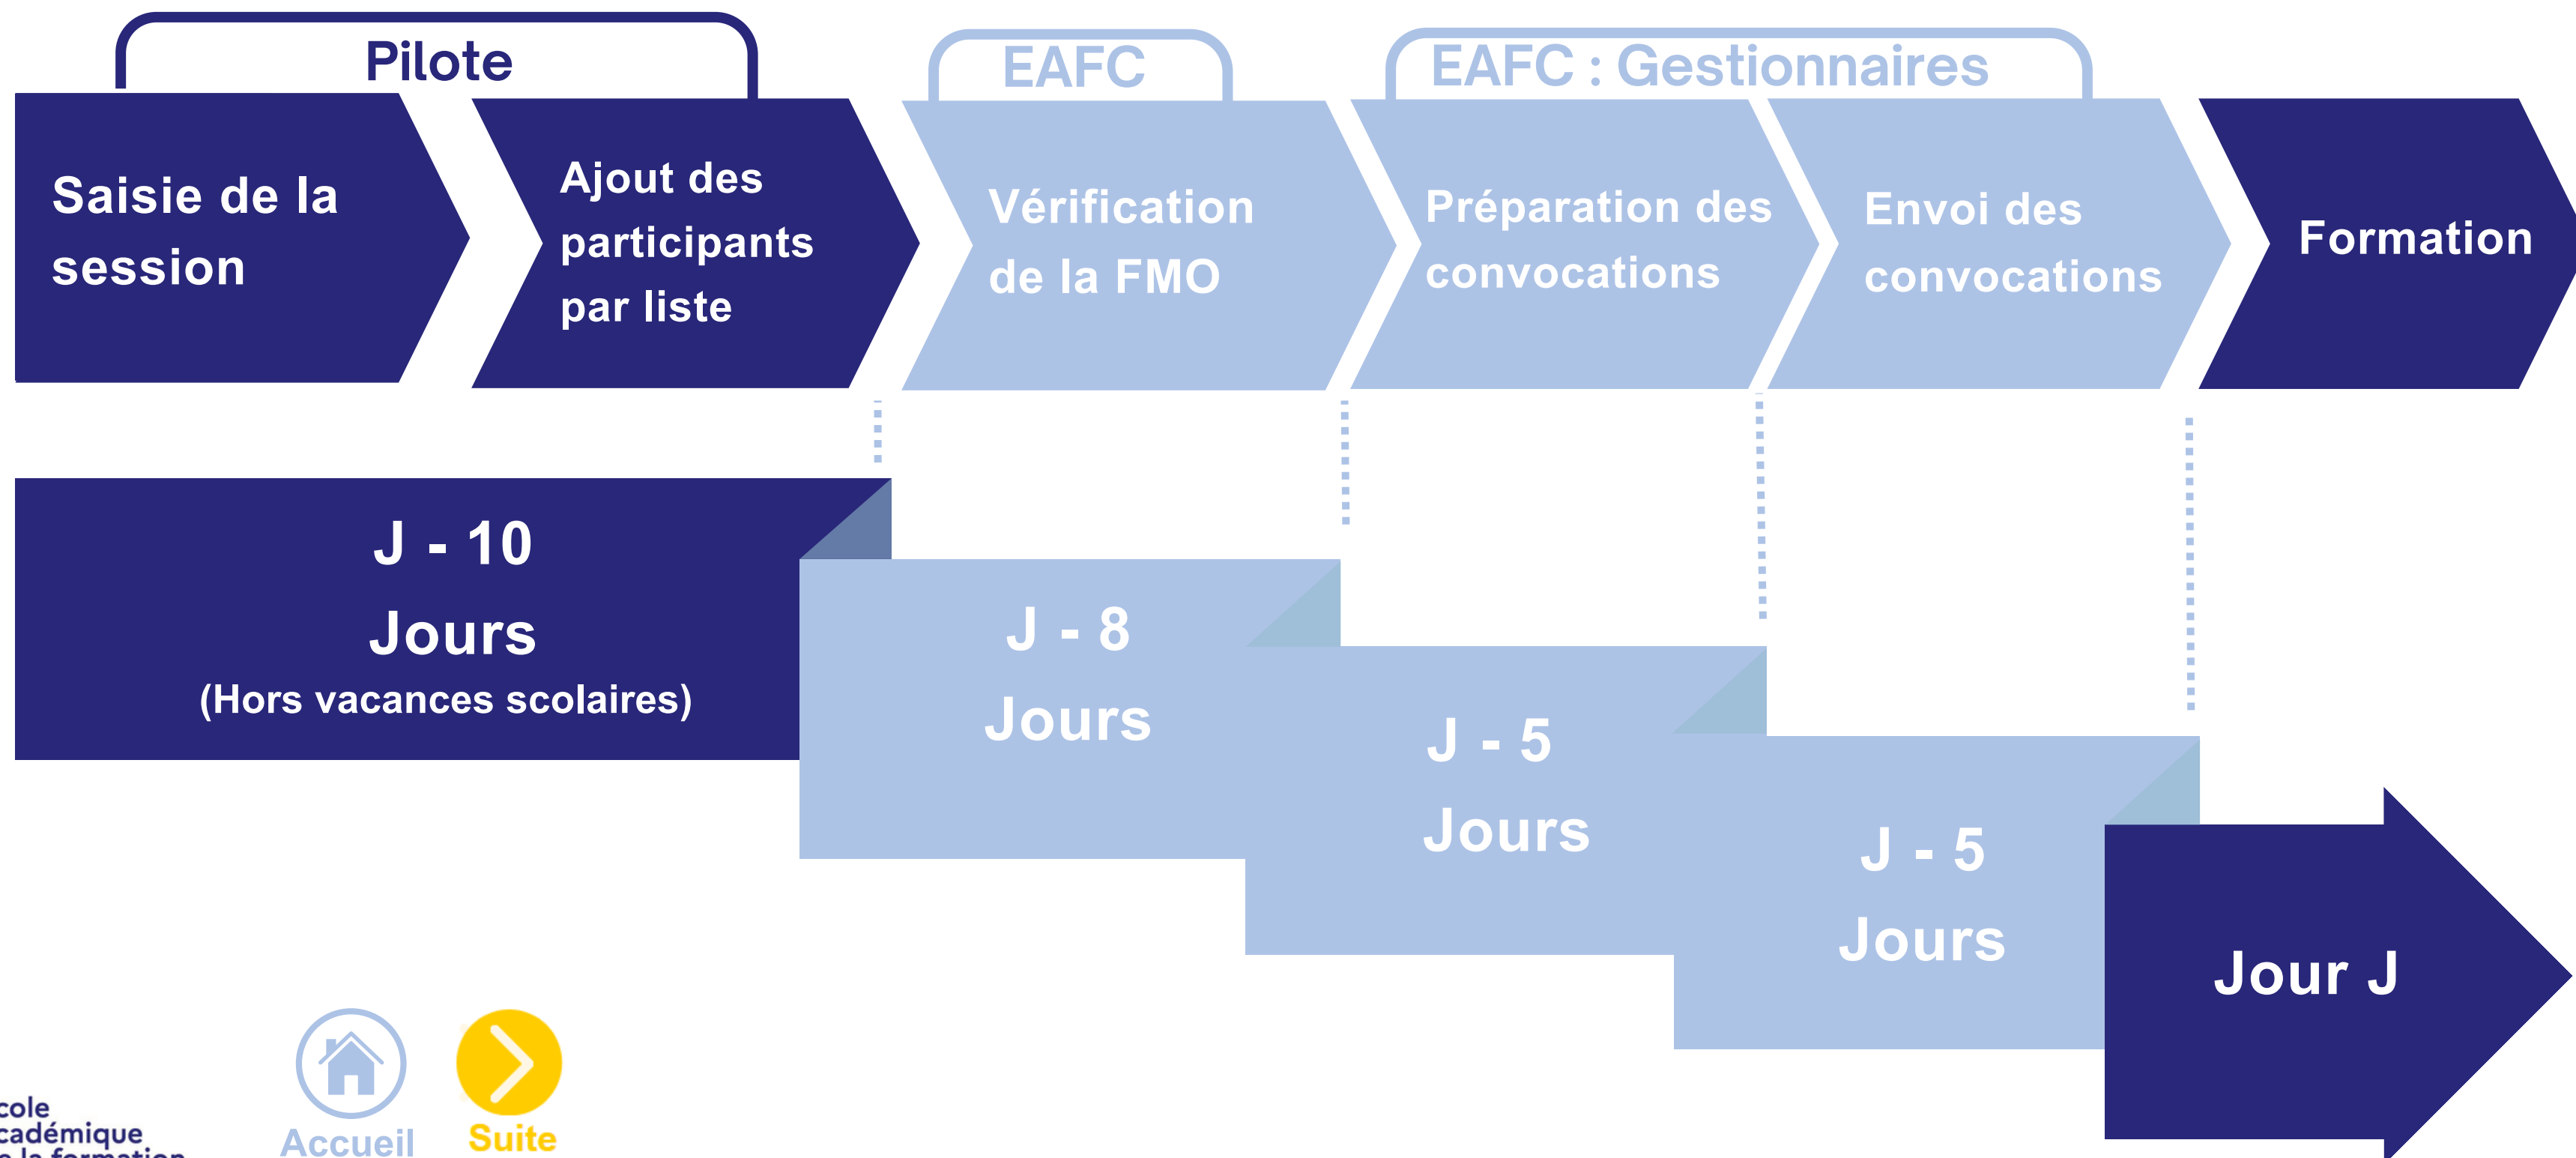 Pilote
EAFC
EAFC : Gestionnaires
Saisie de la
session
Ajout des
participants
par liste
Vérification
de la FMO
Préparation des
convocations
Envoi des
convocations
Formation
J - 10
Jours
(Hors vacances scolaires)
J - 8
Jours
J - 5
Jours
J - 5
Jours
Jour J
Accueil
Suite
cole
cadémique
e la formation